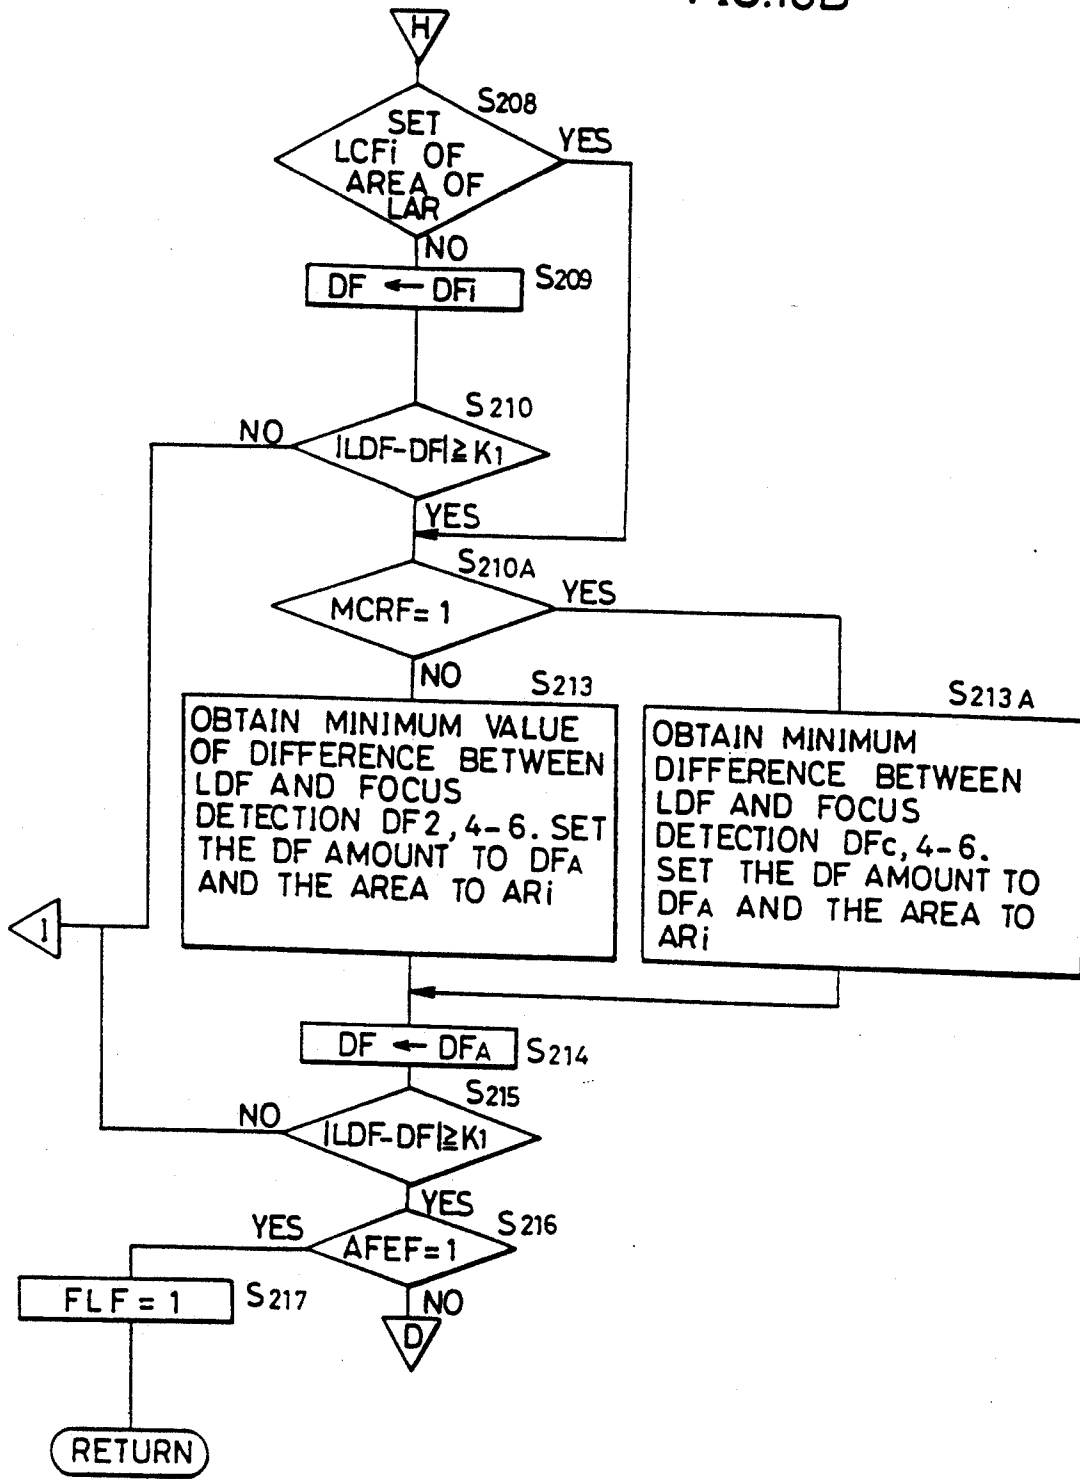 H
S208
SET
LCFi OF
AREA OF
LAR
YES
NO
DF ← DFi
S209
S210
NO
|LDF-DF|≧K1
YES
S210A
MCRF=1
YES
NO
S213
OBTAIN MINIMUM VALUE
OF DIFFERENCE BETWEEN
LDF AND FOCUS
DETECTION DF2,4-6. SET
THE DF AMOUNT TO DFA
AND THE AREA TO ARi
S213A
OBTAIN MINIMUM
DIFFERENCE BETWEEN
LDF AND FOCUS
DETECTION DFc,4-6.
SET THE DF AMOUNT TO
DFA AND THE AREA TO
ARi
I
DF ← DFA
S214
S215
NO
|LDF-DF|≧K1
YES
S216
YES
AFEF=1
NO
FLF=1
S217
D
RETURN